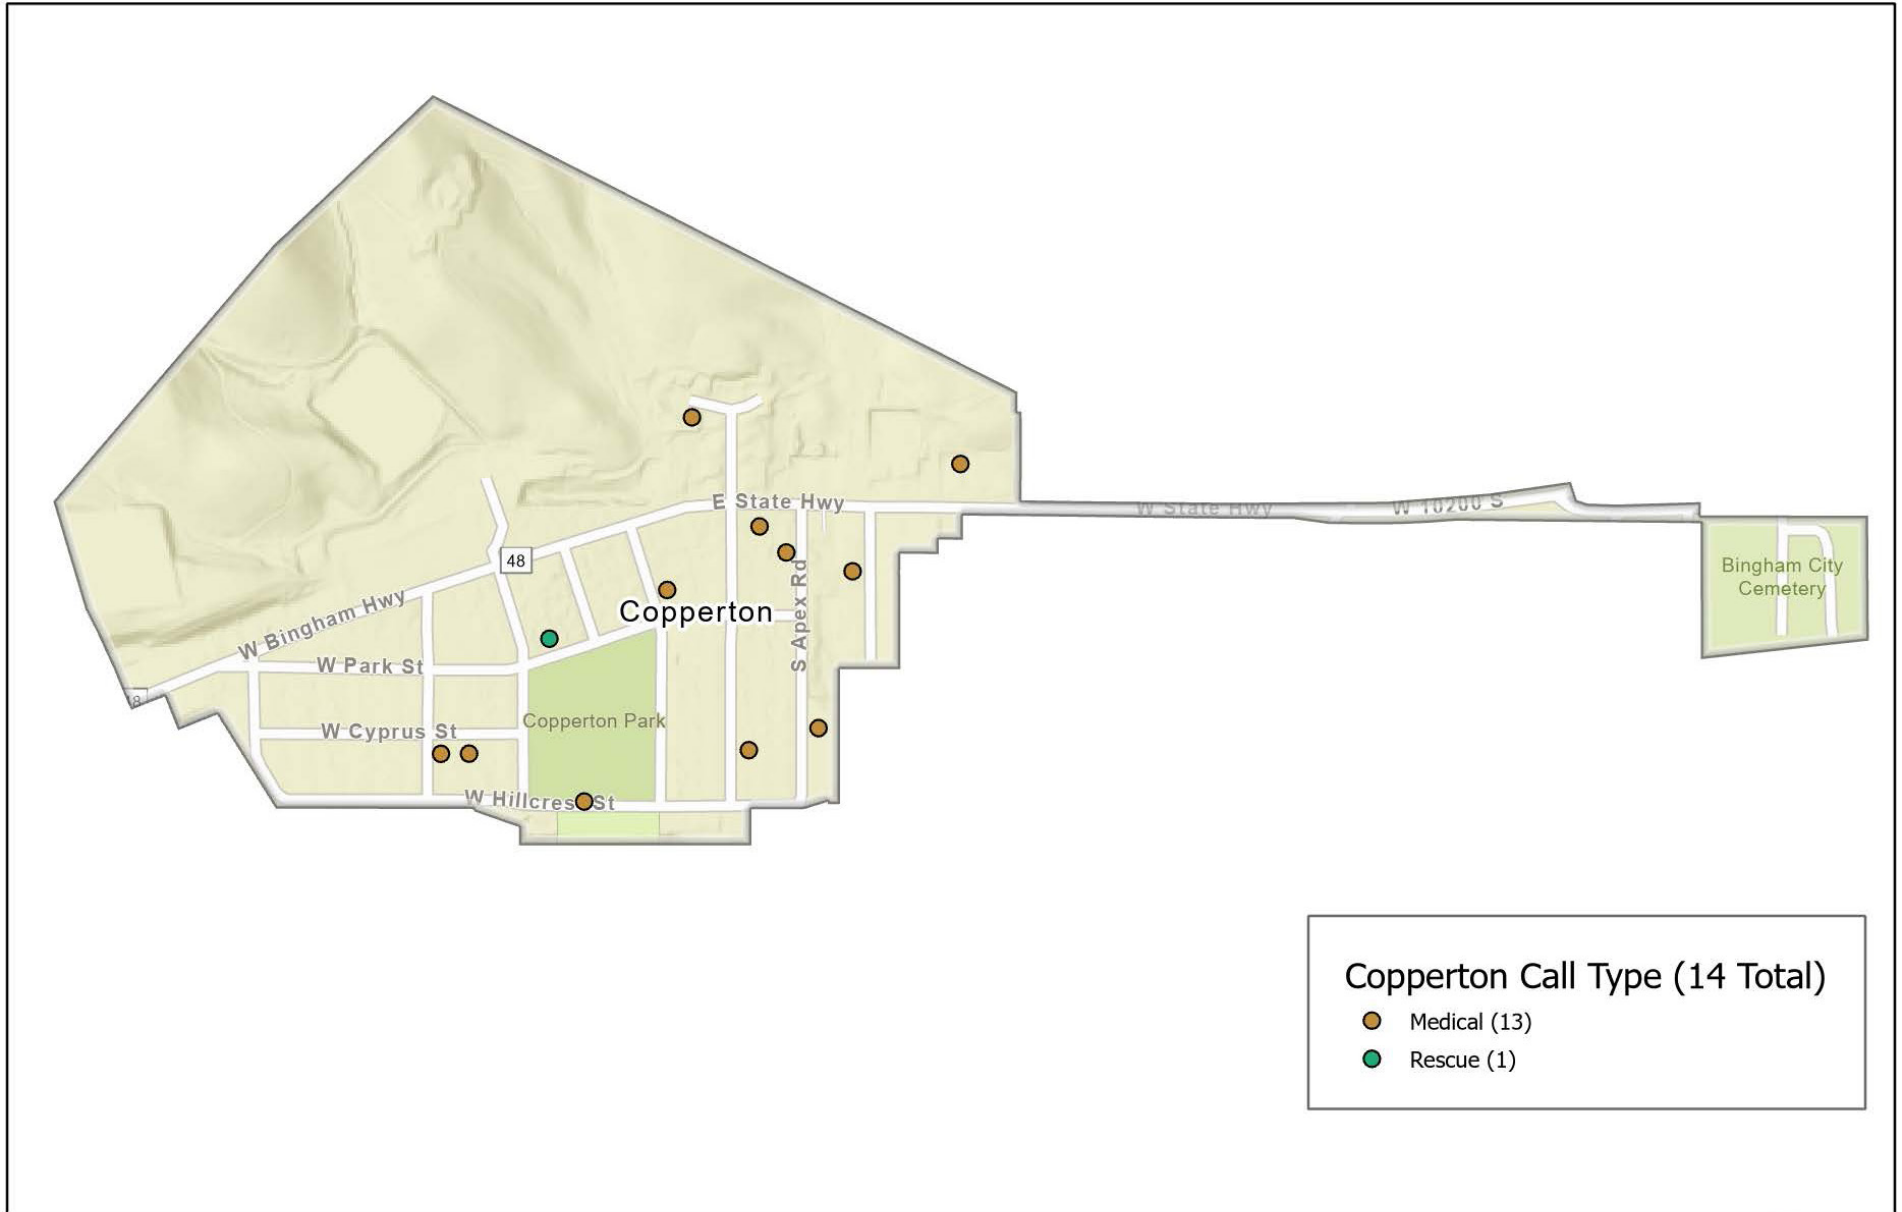 E State Hwy
W State Hwy
W 10200 S
48
Bingham City
Cemetery
W Bingham Hwy
Copperton
S Apex Rd
W Park St
8
Copperton Park
W Cyprus St
W Hillcrest St
Copperton Call Type (14 Total)
Medical (13)
Rescue (1)